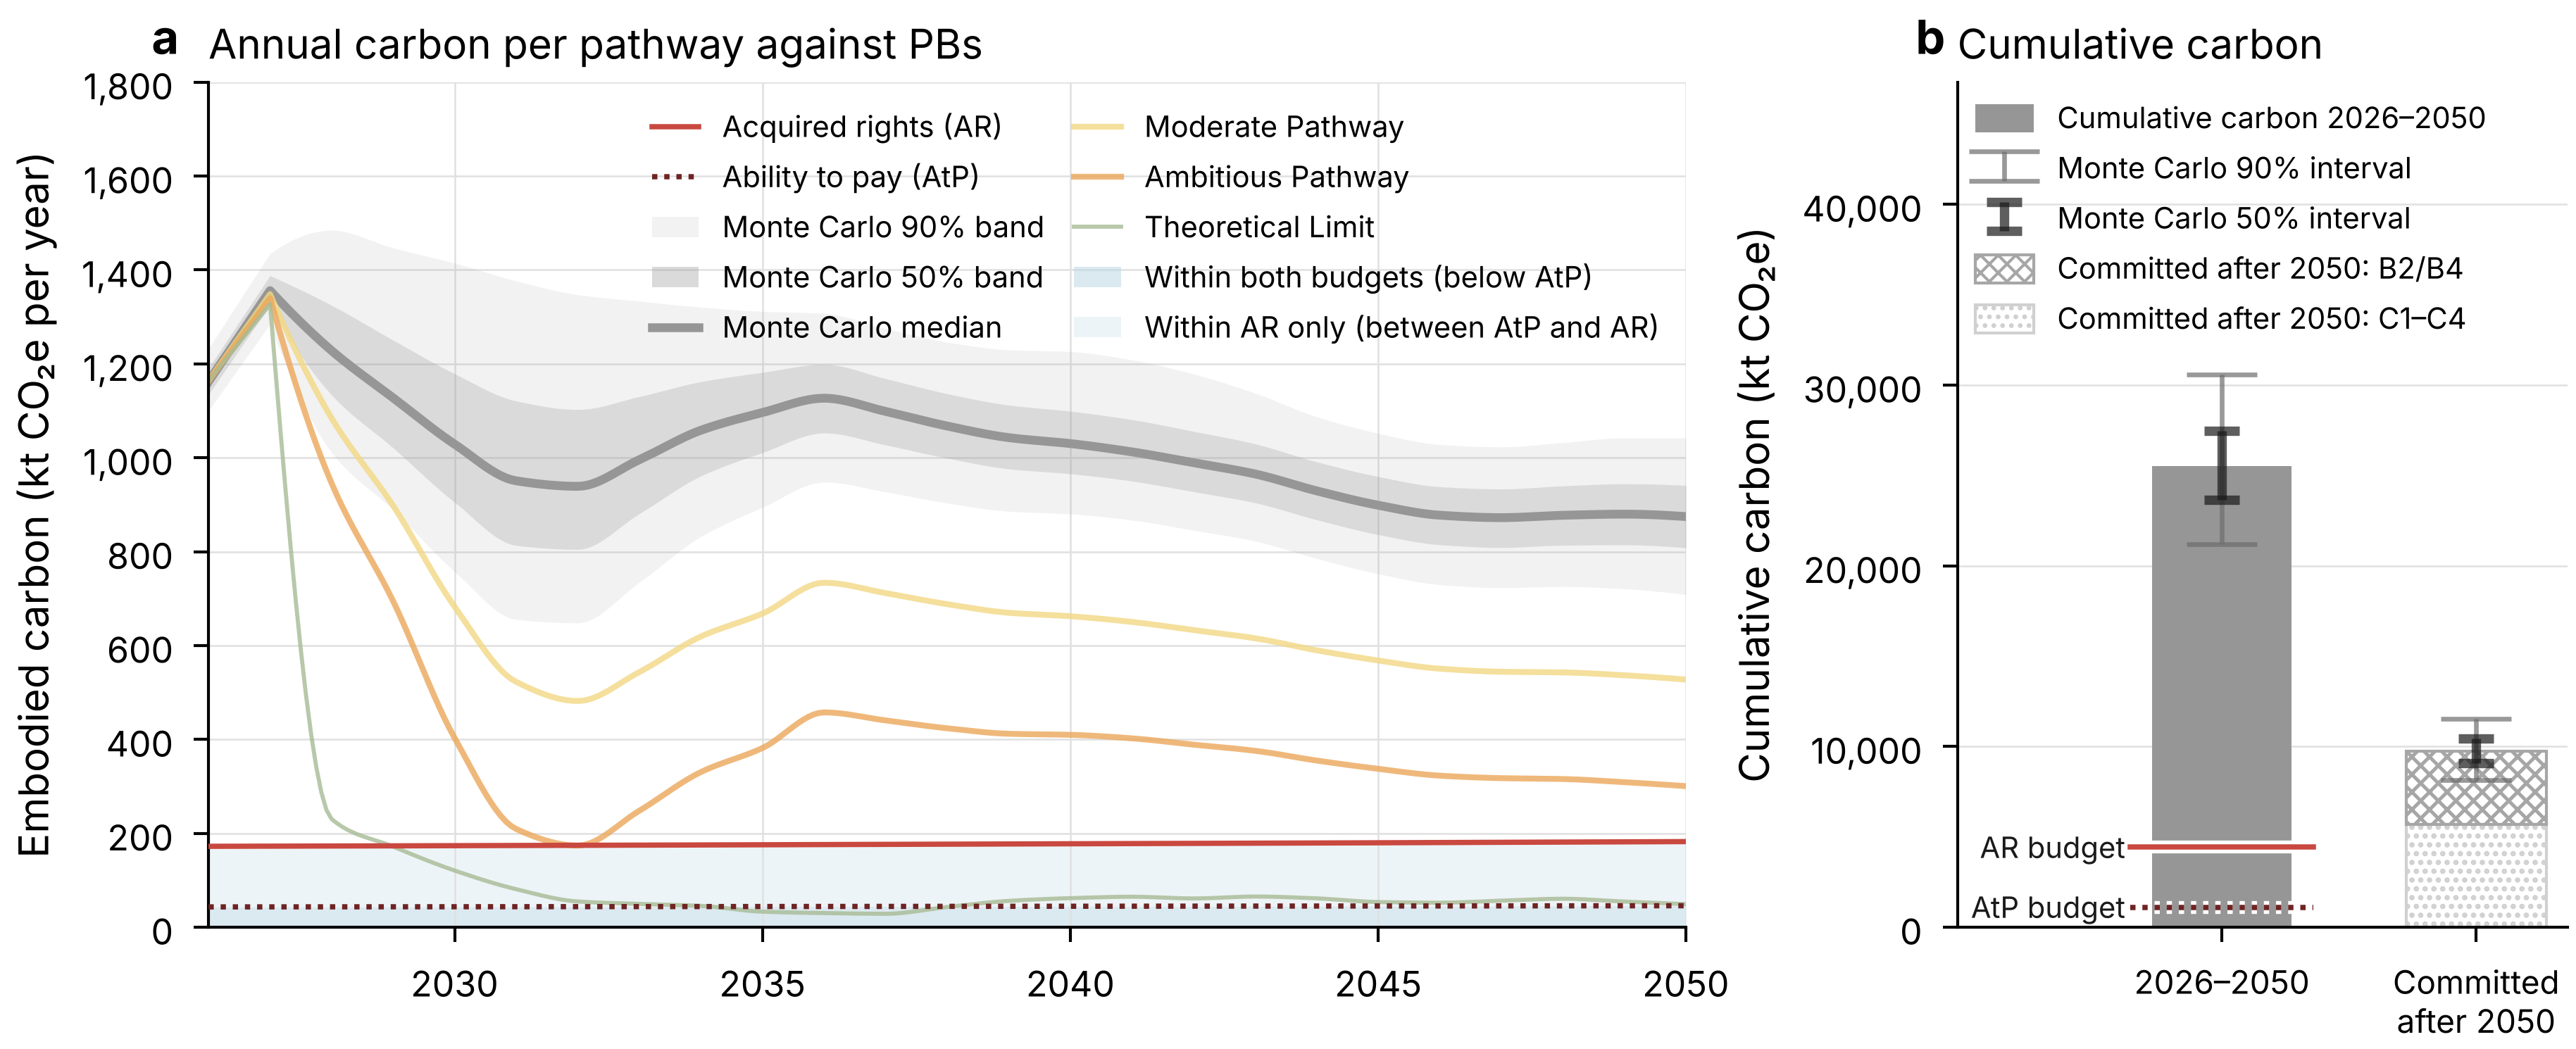 a Annual carbon per pathway against PBs
Embodied carbon (kt CO₂e per year)
1,800
1,600
1,400
1,200
1,000
800
600
400
200
0
2030
2035
2040
2045
2050
Acquired rights (AR)
Ability to pay (AtP)
Monte Carlo 90% band
Monte Carlo 50% band
Monte Carlo median
Moderate Pathway
Ambitious Pathway
Theoretical Limit
Within both budgets (below AtP)
Within AR only (between AtP and AR)
b Cumulative carbon
Cumulative carbon (kt CO₂e)
40,000
30,000
20,000
10,000
0
Cumulative carbon 2026–2050
Monte Carlo 90% interval
Monte Carlo 50% interval
Committed after 2050: B2/B4
Committed after 2050: C1–C4
AR budget
AtP budget
2026–2050
Committed
after 2050